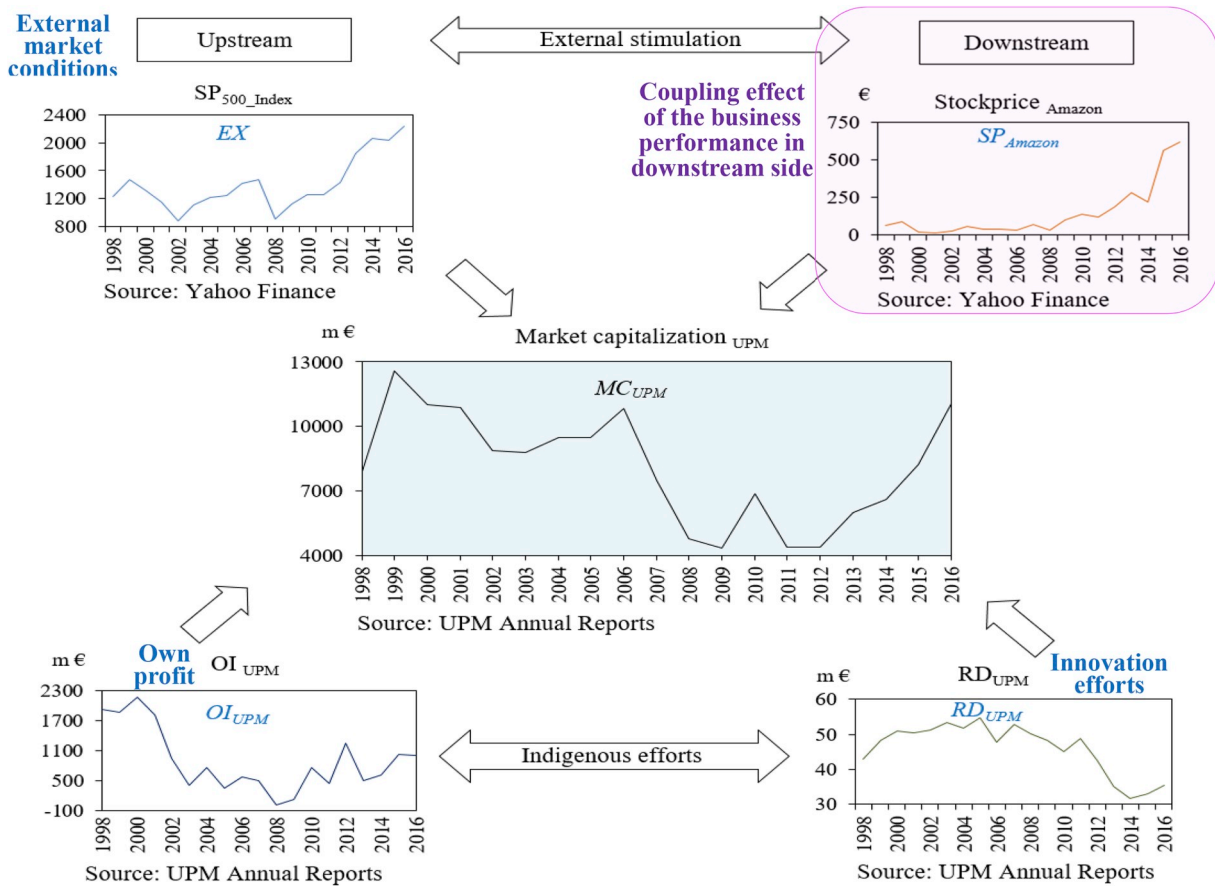 External
market
conditions
Upstream
External stimulation
Downstream
SP500_Index
EX
2400
2000
1600
1200
800
1998
2000
2002
2004
2006
2008
2010
2012
2014
2016
Source: Yahoo Finance
Coupling effect
of the business
performance in
downstream side
€
Stockprice Amazon
SPAmazon
750
500
250
0
1998
2000
2002
2004
2006
2008
2010
2012
2014
2016
Source: Yahoo Finance
m €
Market capitalization UPM
MCUPM
13000
10000
7000
4000
1998
1999
2000
2001
2002
2003
2004
2005
2006
2007
2008
2009
2010
2011
2012
2013
2014
2015
2016
Source: UPM Annual Reports
Own
profit
m €
OI UPM
OIUPM
2300
1700
1100
500
-100
1998
2000
2002
2004
2006
2008
2010
2012
2014
2016
Source: UPM Annual Reports
Indigenous efforts
Innovation
efforts
m €
RDUPM
RDUPM
60
50
40
30
1998
2000
2002
2004
2006
2008
2010
2012
2014
2016
Source: UPM Annual Reports